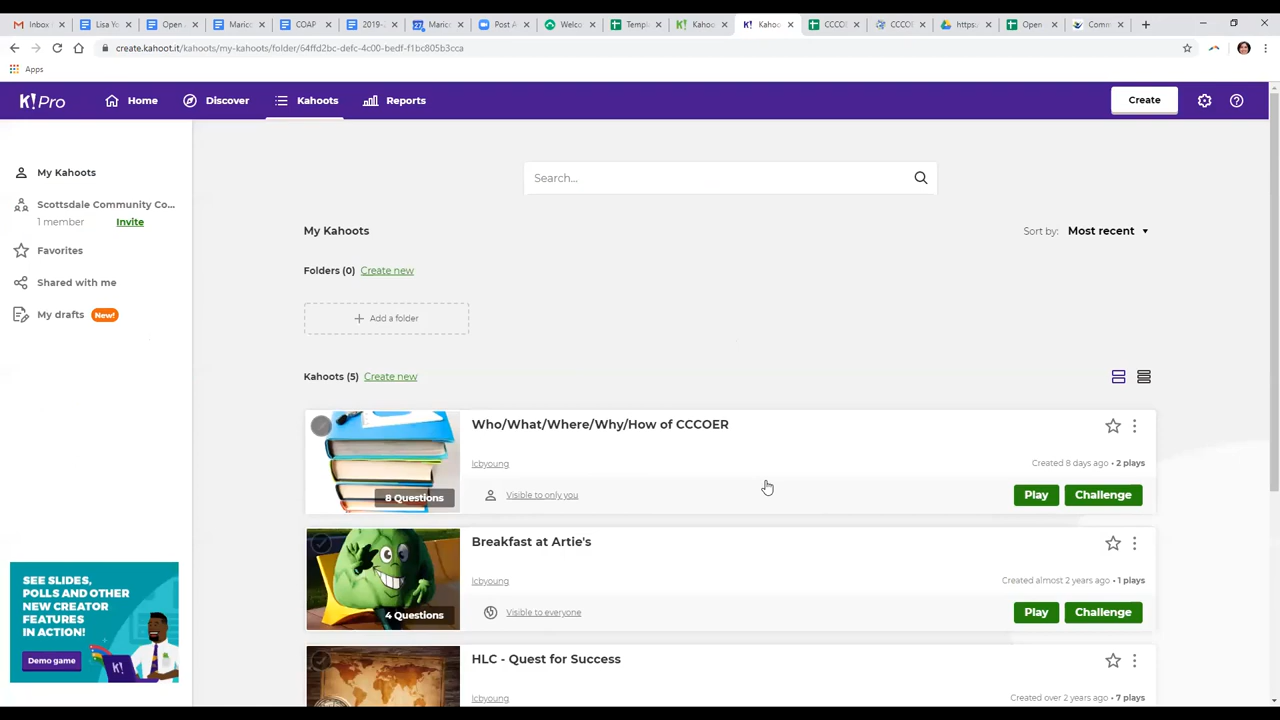 Inbox
Lisa Yo
Open
Maric
COAP
2019-
Maric
Post A
Welco
Templ
Kahoo
Kahoo
CCCC
CCCC
https
Open
Comm
create.kahoot.it/kahoots/my-kahoots/folder/64ffd2bc-defc-4c00-bedf-f1bc805b3cca
Apps
K! Pro
Home
Discover
Kahoots
Reports
Create
My Kahoots
Scottsdale Community Co...
1 member Invite
Favorites
Shared with me
My drafts New!
SEE SLIDES,
POLLS AND OTHER
NEW CREATOR
FEATURES
IN ACTION!
Demo game
K!
Search...
My Kahoots
Sort by: Most recent
Folders (0) Create new
+ Add a folder
Kahoots (5) Create new
8 Questions
Who/What/Where/Why/How of CCCOER
lcbyoung
Created 8 days ago • 2 plays
Visible to only you
Play Challenge
4 Questions
Breakfast at Artie's
lcbyoung
Created almost 2 years ago • 1 plays
Visible to everyone
Play Challenge
HLC - Quest for Success
lcbyoung
Created over 2 years ago • 7 plays